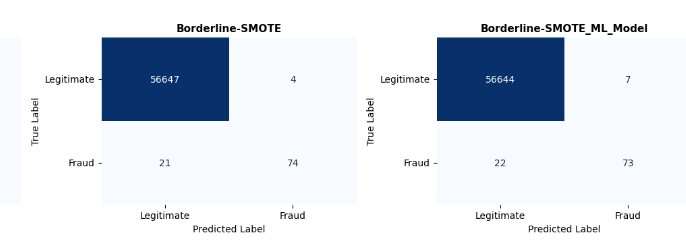 Borderline-SMOTE
Legitimate
56647
4
True Label
Fraud
21
74
Legitimate
Fraud
Predicted Label
Borderline-SMOTE_ML_Model
Legitimate
56644
7
True Label
Fraud
22
73
Legitimate
Fraud
Predicted Label